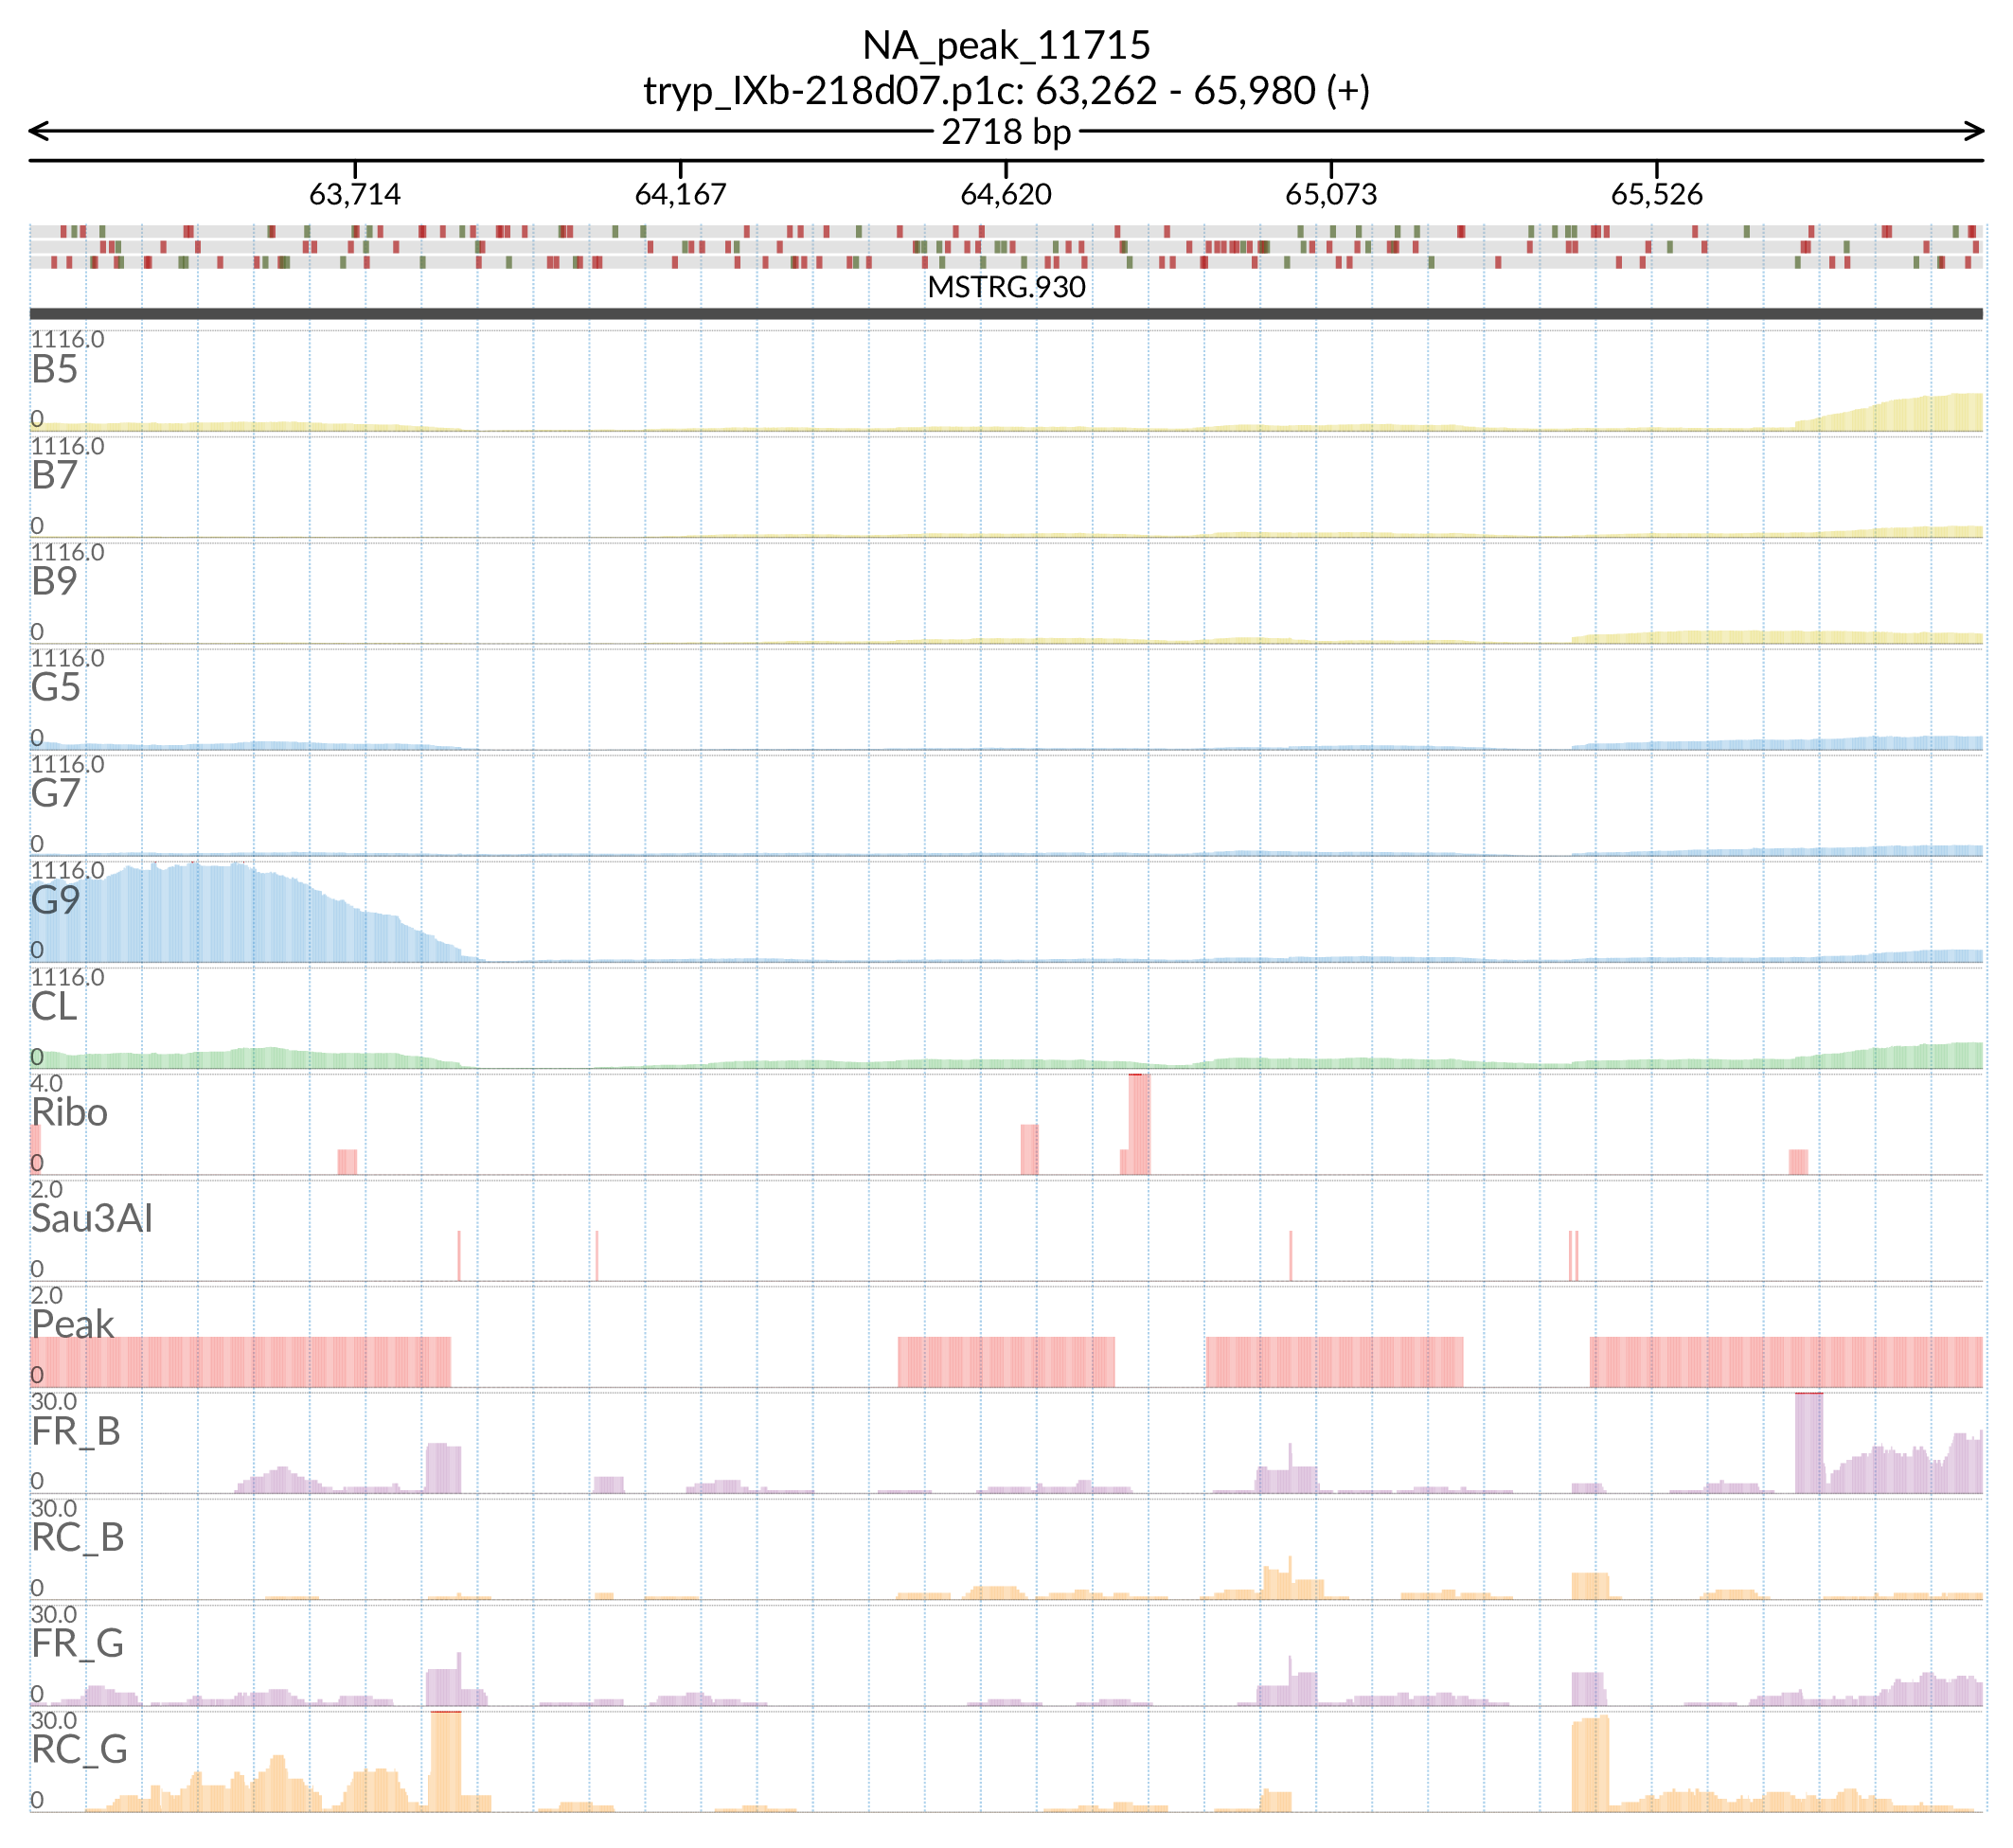 NA_peak_11715
tryp_IXb-218d07.p1c: 63,262 - 65,980 (+)
2718 bp
63,714 64,167 64,620 65,073 65,526
MSTRG.930
1116.0
B5
0
1116.0
B7
0
1116.0
B9
0
1116.0
G5
0
1116.0
G7
0
1116.0
G9
0
1116.0
CL
0
4.0
Ribo
0
2.0
Sau3AI
0
2.0
Peak
0
30.0
FR_B
0
30.0
RC_B
0
30.0
FR_G
0
30.0
RC_G
0